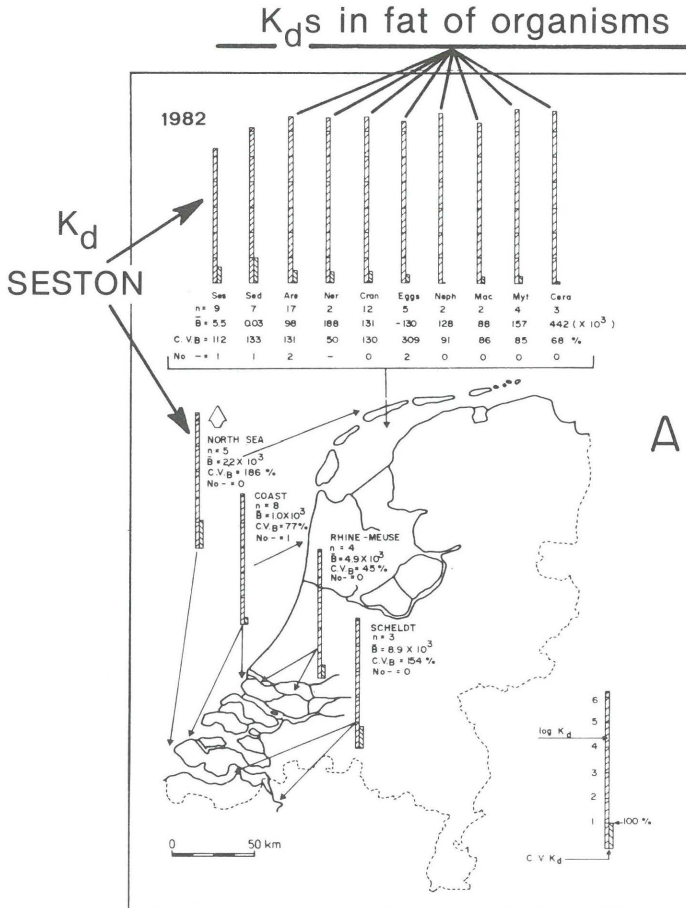 Kds in fat of organisms
1982
Kd
SESTON
Ses Sed Are Ner Cran Eggs Neph Mac Myt Cera
n= 9 7 17 2 12 5 2 2 4 3
B̄= 5.5 0.03 98 188 131 -130 128 88 157 442 (X 10³)
C.V.B= 112 133 131 50 130 309 91 86 85 68 %
No -= 1 1 2 - 0 2 0 0 0 0
A
NORTH SEA
n = 5
B̄ = 2.2 X 10³
C.V.B = 186 %
No - = 0
COAST
n = 8
B̄ = 1.0 X 10³
C.V.B = 77 %
No - = 1
RHINE-MEUSE
n = 4
B̄ = 4.9 X 10³
C.V.B = 45 %
No - = 0
SCHELDT
n = 3
B̄ = 8.9 X 10³
C.V.B = 154 %
No - = 0
6
5
log Kd
4
3
2
1
100 %
C.V. Kd
0 50 km